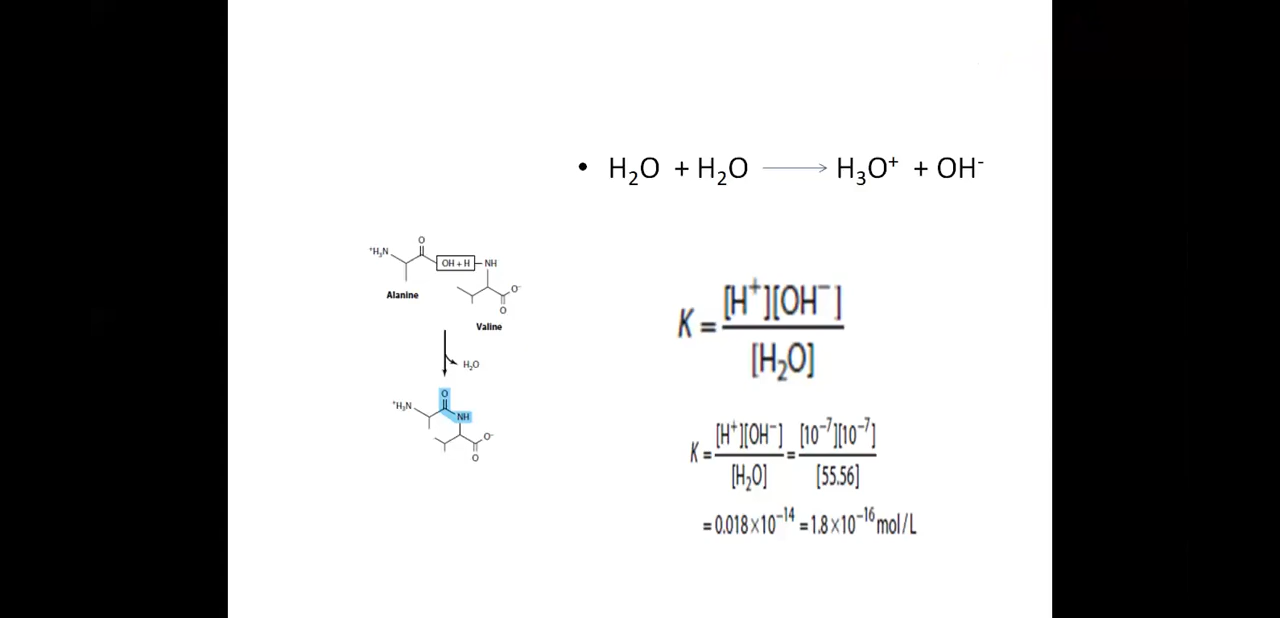 • H₂O + H₂O ⟶ H₃O⁺ + OH⁻
O
⁺H₃N
OH + H
NH
Alanine
O⁻
O
Valine
H₂O
O
⁺H₃N
NH
O⁻
O
K = [H⁺][OH⁻] / [H₂O]
K = [H⁺][OH⁻] / [H₂O] = [10⁻⁷][10⁻⁷] / [55.56]
= 0.018 × 10⁻¹⁴ = 1.8 × 10⁻¹⁶ mol/L